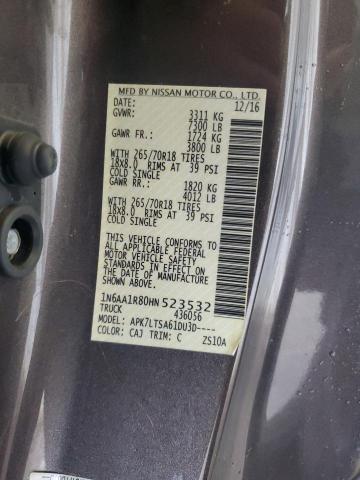 MFD BY NISSAN MOTOR CO., LTD.
DATE: 12/16
GVWR: 3311 KG
7300 LB
GAWR FR.: 1724 KG
3800 LB
WITH 265/70R18 TIRES
18x8.0 RIMS AT 39 PSI
COLD SINGLE
GAWR RR: 1820 KG
4012 LB
WITH 265/70R18 TIRES
18x8.0 RIMS AT 39 PSI
COLD SINGLE
THIS VEHICLE CONFORMS TO
ALL APPLICABLE FEDERAL
MOTOR VEHICLE SAFETY
STANDARDS IN EFFECT ON
THE DATE OF MANUFACTURE
SHOWN ABOVE.
1N6AA1R80HN 523532
TRUCK 436056
MODEL: APK7LTSA61DU3D----
COLOR: CAJ TRIM: C ZS10A